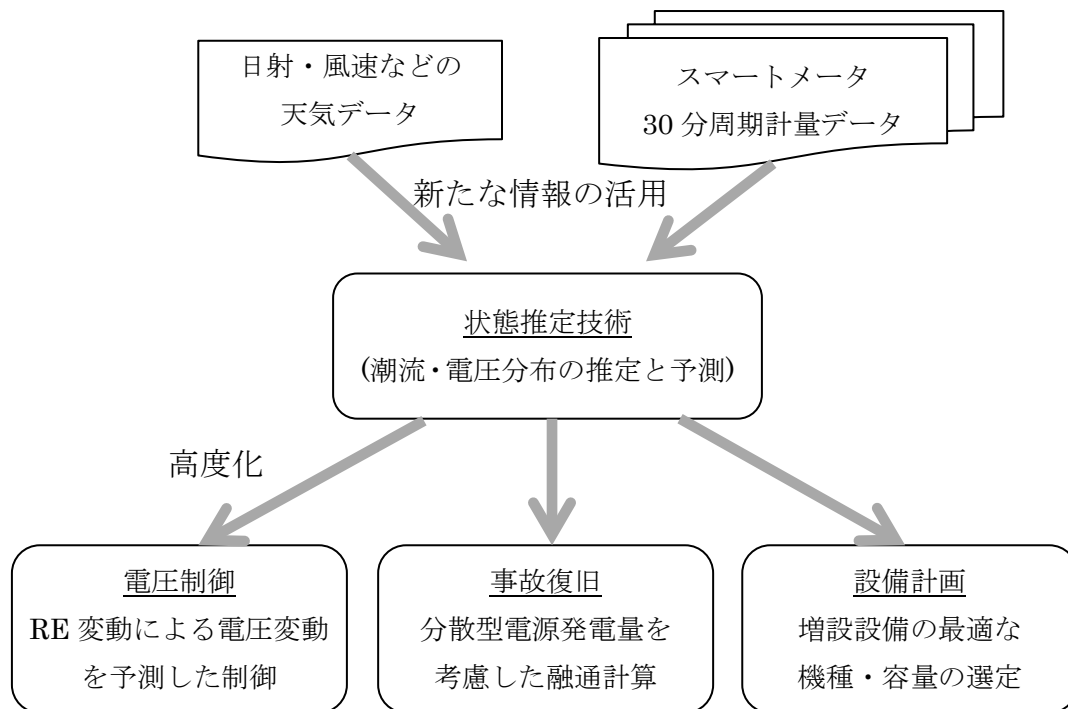 日射・風速などの
天気データ
スマートメータ
30 分周期計量データ
新たな情報の活用
状態推定技術
(潮流・電圧分布の推定と予測)
高度化
電圧制御
RE 変動による電圧変動
を予測した制御
事故復旧
分散型電源発電量を
考慮した融通計算
設備計画
増設設備の最適な
機種・容量の選定